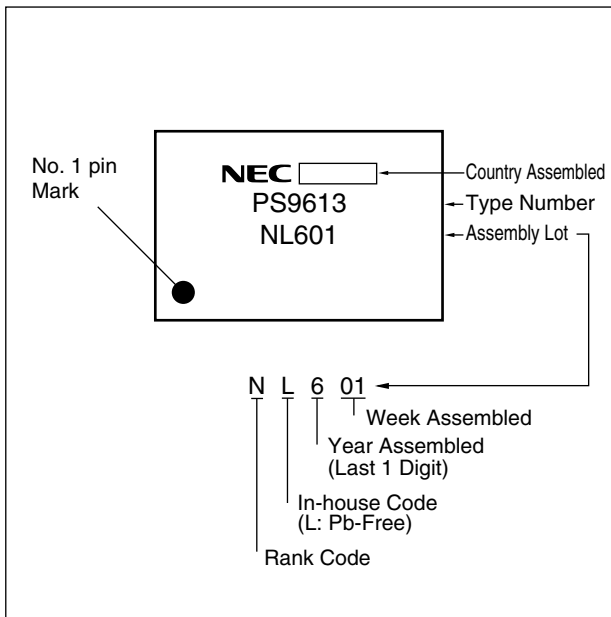 No. 1 pin
Mark
NEC
Country Assembled
PS9613
Type Number
NL601
Assembly Lot
N L 6 01
Week Assembled
Year Assembled
(Last 1 Digit)
In-house Code
(L: Pb-Free)
Rank Code